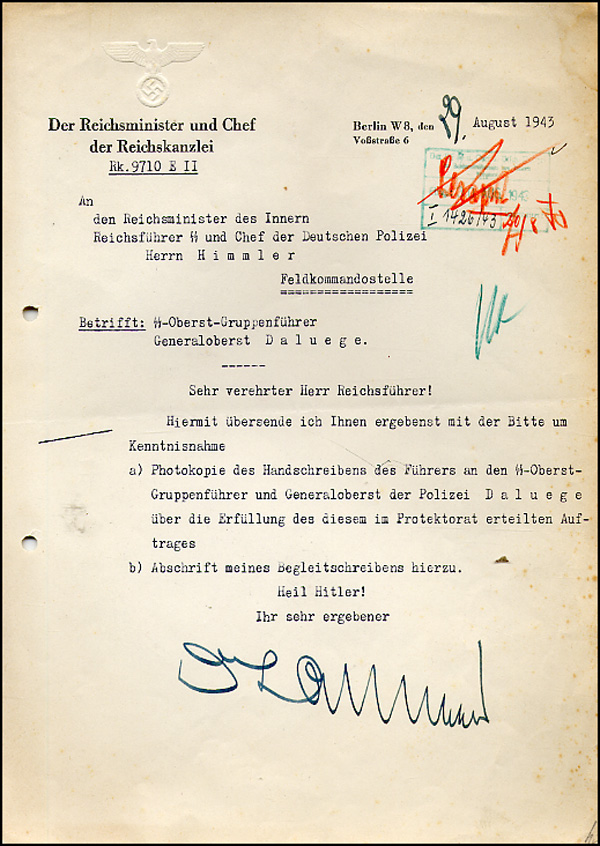 Der Reichsminister und Chef
der Reichskanzlei
Rk. 9710 E II
Berlin W 8, den 29. August 1943
Voßstraße 6
I 1426/43
An
den Reichsminister des Innern
Reichsführer ᛋᛋ und Chef der Deutschen Polizei
Herrn H i m m l e r
Feldkommandostelle
Betrifft: ᛋᛋ-Oberst-Gruppenführer
Generaloberst D a l u e g e.
Sehr verehrter Herr Reichsführer!
Hiermit übersende ich Ihnen ergebenst mit der Bitte um
Kenntnisnahme
a) Photokopie des Handschreibens des Führers an den ᛋᛋ-Oberst-
Gruppenführer und Generaloberst der Polizei D a l u e g e
über die Erfüllung des diesem im Protektorat erteilten Auf-
trages
b) Abschrift meines Begleitschreibens hierzu.
Heil Hitler!
Ihr sehr ergebener